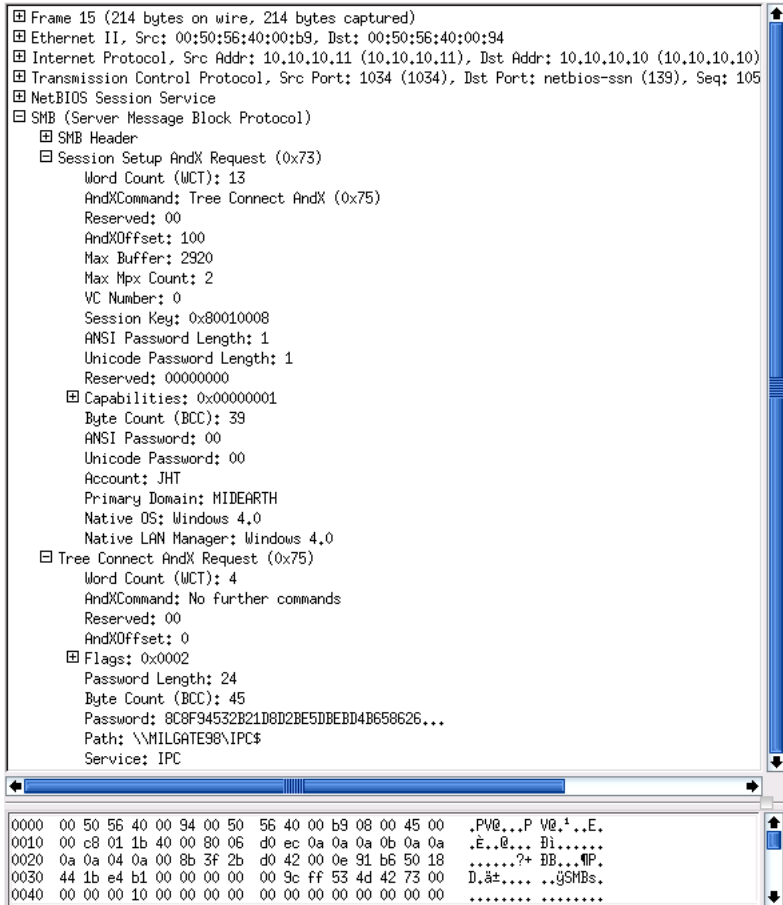 Frame 15 (214 bytes on wire, 214 bytes captured)
Ethernet II, Src: 00:50:56:40:00:b9, Dst: 00:50:56:40:00:94
Internet Protocol, Src Addr: 10.10.10.11 (10.10.10.11), Dst Addr: 10.10.10.10 (10.10.10.10)
Transmission Control Protocol, Src Port: 1034 (1034), Dst Port: netbios-ssn (139), Seq: 105
NetBIOS Session Service
SMB (Server Message Block Protocol)
SMB Header
Session Setup AndX Request (0x73)
Word Count (WCT): 13
AndXCommand: Tree Connect AndX (0x75)
Reserved: 00
AndXOffset: 100
Max Buffer: 2920
Max Mpx Count: 2
VC Number: 0
Session Key: 0x80010008
ANSI Password Length: 1
Unicode Password Length: 1
Reserved: 00000000
Capabilities: 0x00000001
Byte Count (BCC): 39
ANSI Password: 00
Unicode Password: 00
Account: JHT
Primary Domain: MIDEARTH
Native OS: Windows 4.0
Native LAN Manager: Windows 4.0
Tree Connect AndX Request (0x75)
Word Count (WCT): 4
AndXCommand: No further commands
Reserved: 00
AndXOffset: 0
Flags: 0x0002
Password Length: 24
Byte Count (BCC): 45
Password: 8C8F94532B21D8D2BE5DBEBD4B658626...
Path: \\MILGATE98\IPC$
Service: IPC
0000 00 50 56 40 00 94 00 50 56 40 00 b9 08 00 45 00 .PV@...P V@.¹..E.
0010 00 c8 01 1b 40 00 80 06 d0 ec 0a 0a 0a 0b 0a 0a .È..@... Ðì......
0020 0a 0a 04 0a 00 8b 3f 2b d0 42 00 0e 91 b6 50 18 ......?+ ÐB...¶P.
0030 44 1b e4 b1 00 00 00 00 00 9c ff 53 4d 42 73 00 D.ä±.... ..ÿSMBs.
0040 00 00 00 10 00 00 00 00 00 00 00 00 00 00 00 00 ........ ........